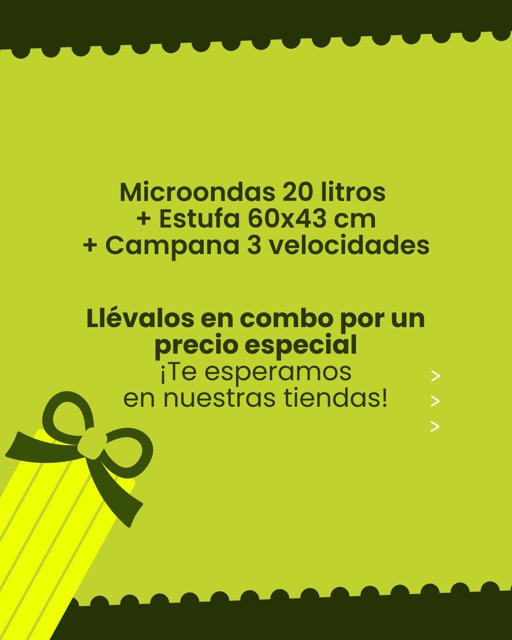 Microondas 20 litros
+ Estufa 60x43 cm
+ Campana 3 velocidades
Llévalos en combo por un
precio especial
¡Te esperamos
en nuestras tiendas!
>
>
>